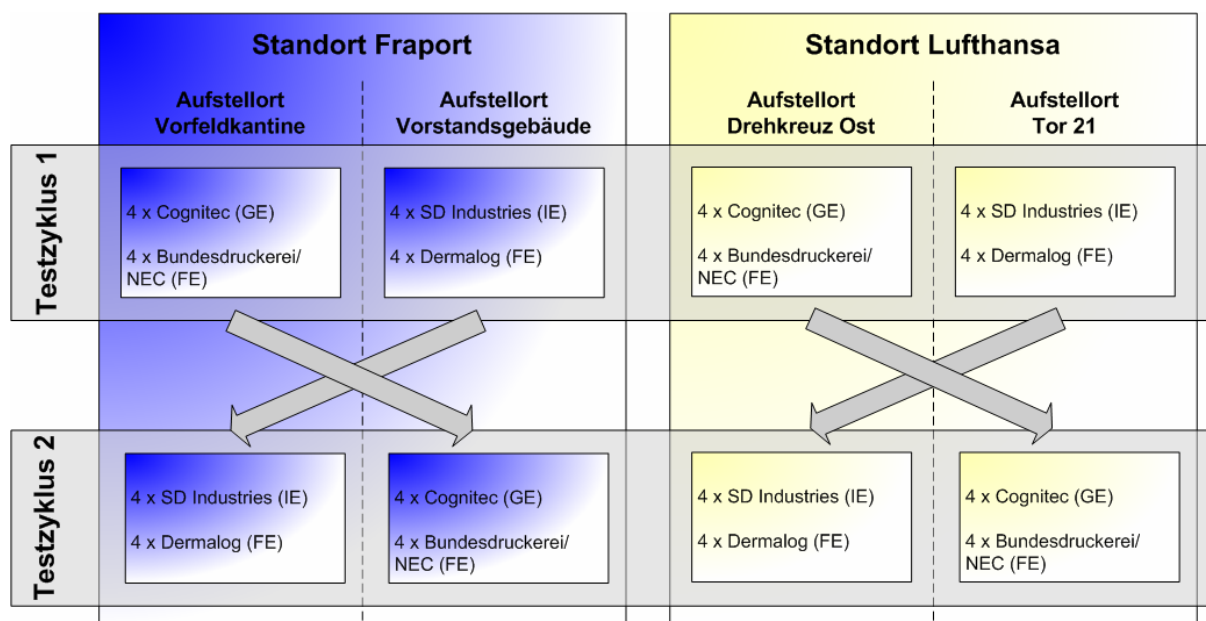 Standort Fraport
Standort Lufthansa
Aufstellort
Vorfeldkantine
Aufstellort
Vorstandsgebäude
Aufstellort
Drehkreuz Ost
Aufstellort
Tor 21
Testzyklus 1
4 x Cognitec (GE)
4 x Bundesdruckerei/
NEC (FE)
4 x SD Industries (IE)
4 x Dermalog (FE)
4 x Cognitec (GE)
4 x Bundesdruckerei/
NEC (FE)
4 x SD Industries (IE)
4 x Dermalog (FE)
Testzyklus 2
4 x SD Industries (IE)
4 x Dermalog (FE)
4 x Cognitec (GE)
4 x Bundesdruckerei/
NEC (FE)
4 x SD Industries (IE)
4 x Dermalog (FE)
4 x Cognitec (GE)
4 x Bundesdruckerei/
NEC (FE)